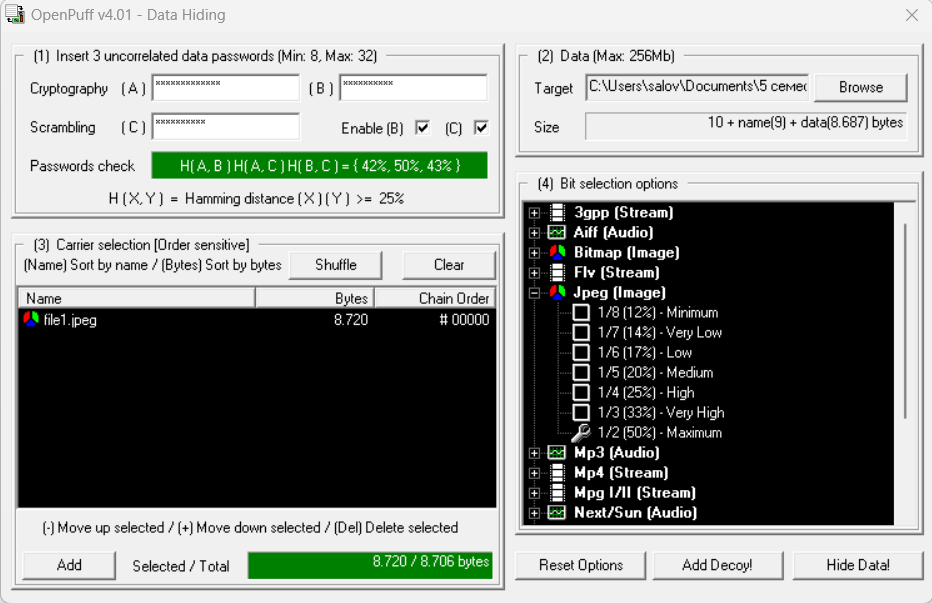 OpenPuff v4.01 - Data Hiding
(1) Insert 3 uncorrelated data passwords (Min: 8, Max: 32)
Cryptography (A) ************* (B) **********
Scrambling (C) ********** Enable (B) (C)
Passwords check H( A, B ) H( A, C ) H( B, C ) = { 42%, 50%, 43% }
H ( X, Y ) = Hamming distance ( X ) ( Y ) >= 25%
(2) Data (Max: 256Mb)
Target C:\Users\salov\Documents\5 семес Browse
Size 10 + name(9) + data(8.687) bytes
(3) Carrier selection [Order sensitive]
(Name) Sort by name / (Bytes) Sort by bytes Shuffle Clear
Name Bytes Chain Order
file1.jpeg 8.720 # 00000
(-) Move up selected / (+) Move down selected / (Del) Delete selected
Add Selected / Total 8.720 / 8.706 bytes
(4) Bit selection options
3gpp (Stream)
Aiff (Audio)
Bitmap (Image)
Flv (Stream)
Jpeg (Image)
1/8 (12%) - Minimum
1/7 (14%) - Very Low
1/6 (17%) - Low
1/5 (20%) - Medium
1/4 (25%) - High
1/3 (33%) - Very High
1/2 (50%) - Maximum
Mp3 (Audio)
Mp4 (Stream)
Mpg I/II (Stream)
Next/Sun (Audio)
Reset Options Add Decoy! Hide Data!